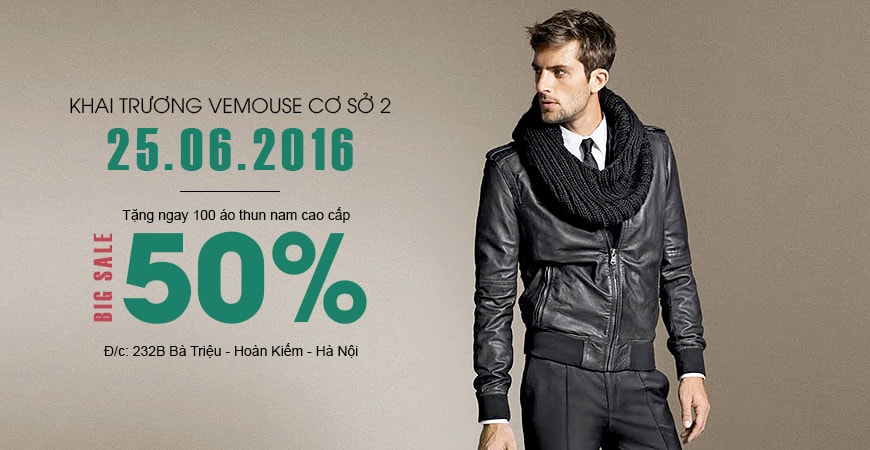 KHAI TRƯƠNG VEMOUSE CƠ SỞ 2
25.06.2016
Tặng ngay 100 áo thun nam cao cấp
BIG SALE
50%
Đ/c: 232B Bà Triệu - Hoàn Kiếm - Hà Nội